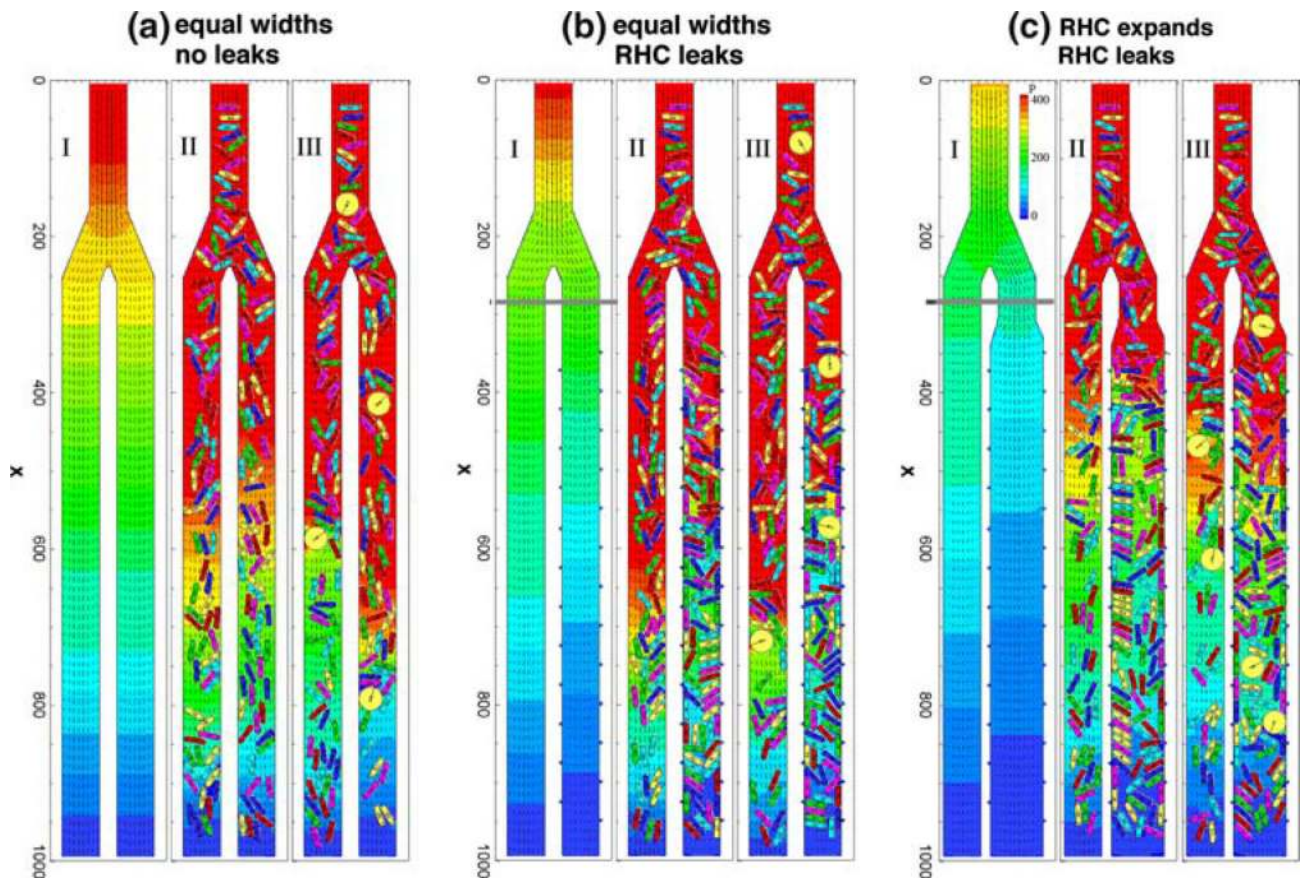 (a) equal widths
no leaks
(b) equal widths
RHC leaks
(c) RHC expands
RHC leaks
0
200
400
600
800
1000
X
I
II
III
0
200
400
600
800
1000
X
I
II
III
0
200
400
600
800
1000
X
I
II
III
P
400
200
0